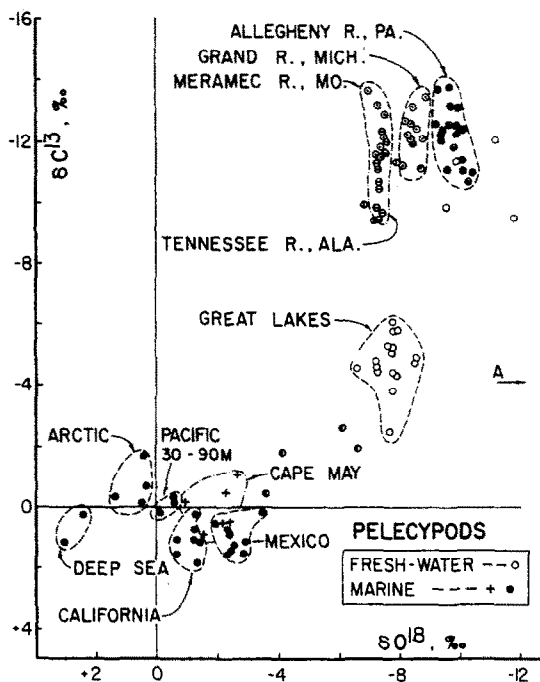 -16
ALLEGHENY R., PA.
GRAND R., MICH.
MERAMEC R., MO.
δC13, ‰
-12
TENNESSEE R., ALA.
-8
GREAT LAKES
A
-4
ARCTIC
PACIFIC
30-90M
CAPE MAY
0
PELECYPODS
DEEP SEA
MEXICO
FRESH-WATER --o
MARINE ---+ •
CALIFORNIA
δO18, ‰
+4
+2 0 -4 -8 -12